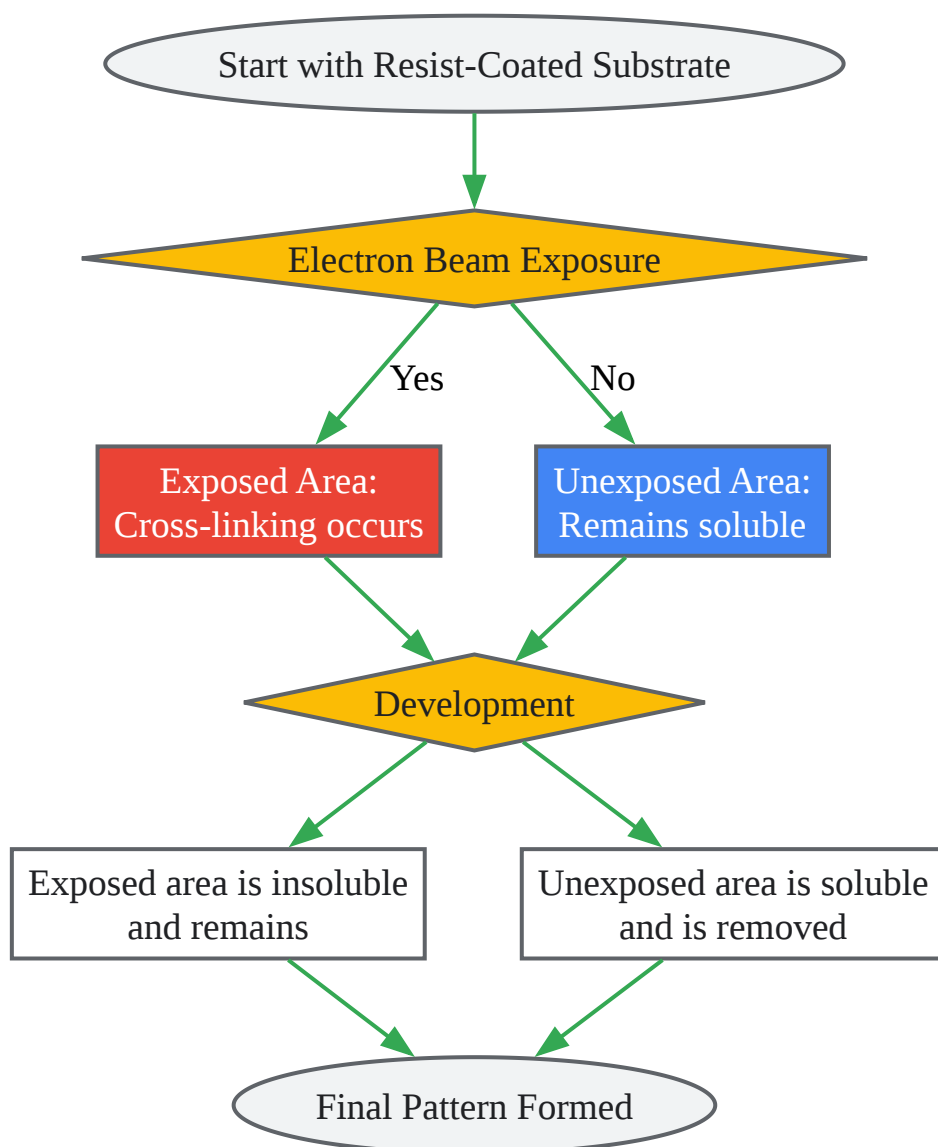 Start with Resist-Coated Substrate
Electron Beam Exposure
Yes
No
Exposed Area:
Cross-linking occurs
Unexposed Area:
Remains soluble
Development
Exposed area is insoluble
and remains
Unexposed area is soluble
and is removed
Final Pattern Formed